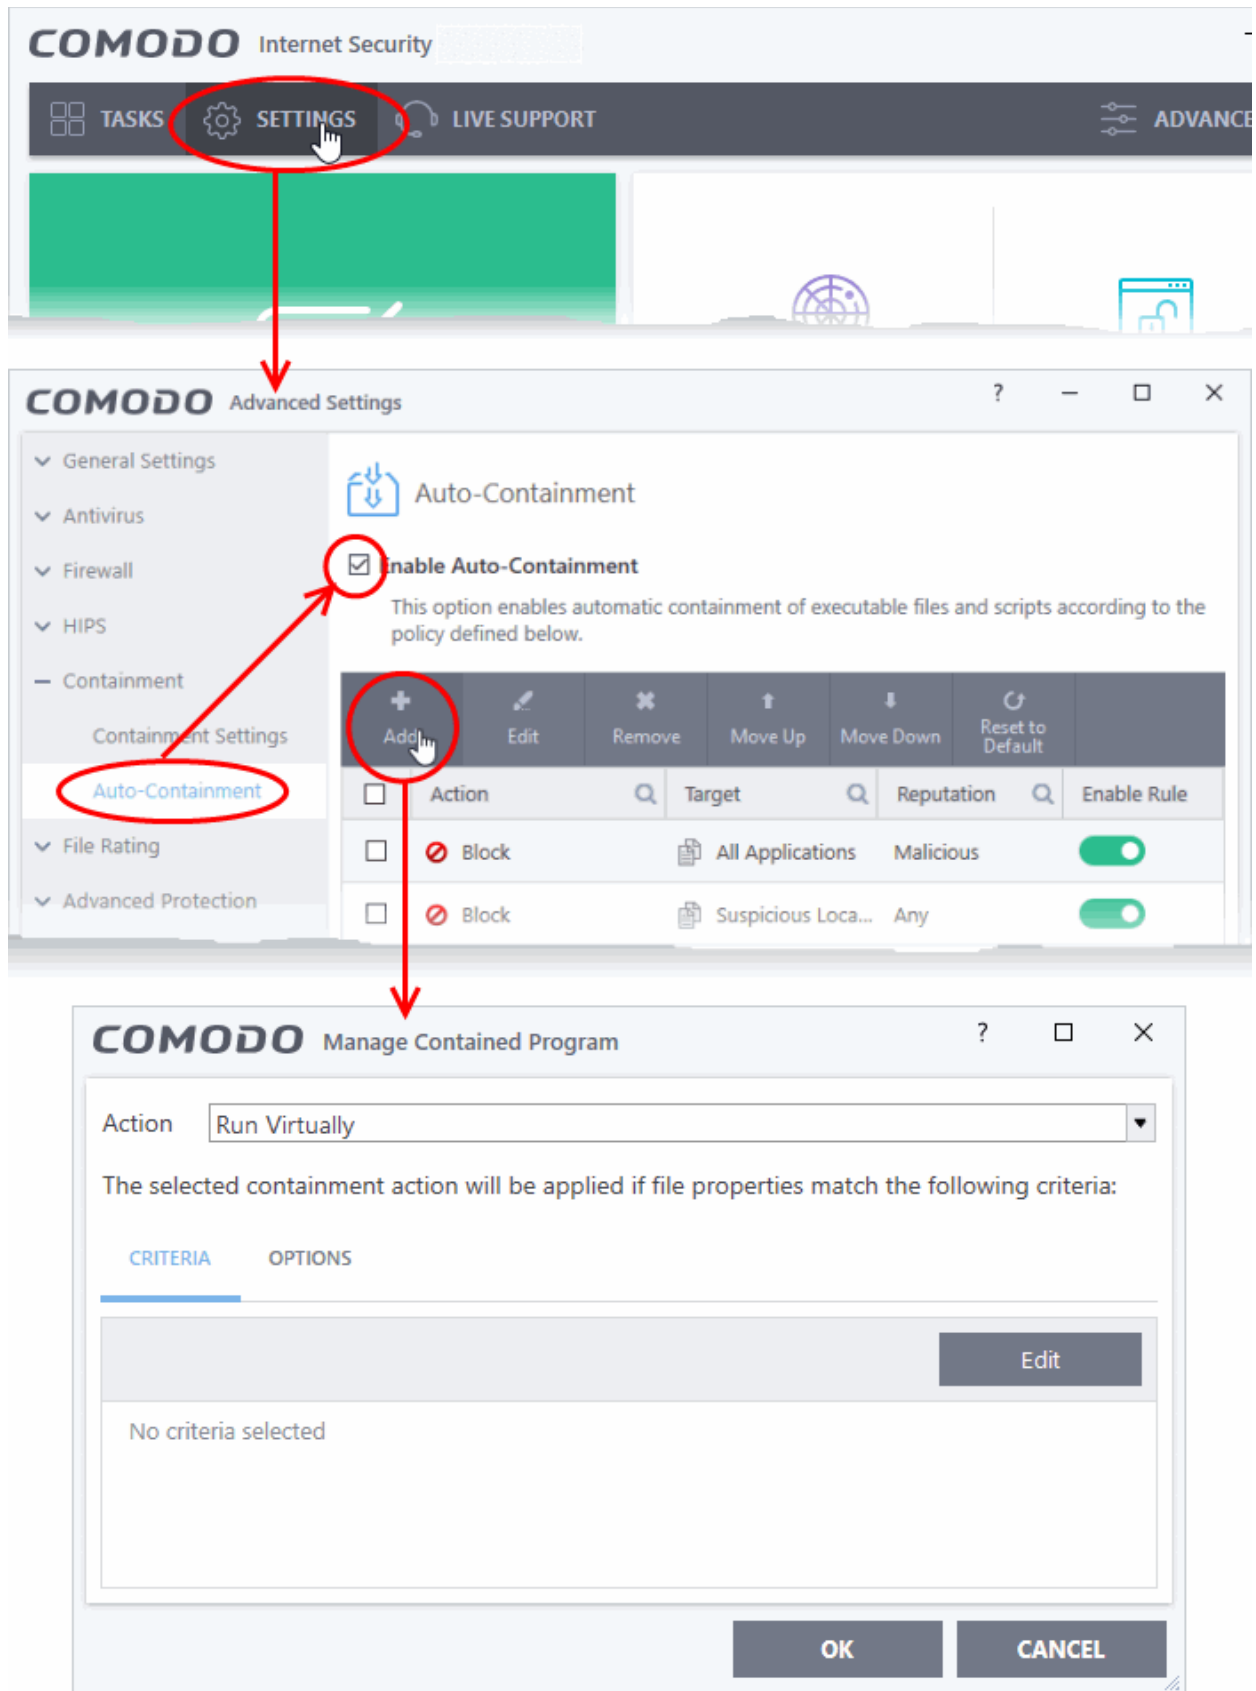 COMODO Internet Security
TASKS SETTINGS LIVE SUPPORT ADVANCE
COMODO Advanced Settings ?
General Settings
Auto-Containment
Antivirus
Enable Auto-Containment
Firewall
This option enables automatic containment of executable files and scripts according to the
policy defined below.
HIPS
Containment
Add Edit Remove Move Up Move Down Reset to
Default
Containment Settings
Auto-Containment
Action Target Reputation Enable Rule
File Rating
Block All Applications Malicious
Advanced Protection
Block Suspicious Loca... Any
COMODO Manage Contained Program ?
Action Run Virtually
The selected containment action will be applied if file properties match the following criteria:
CRITERIA OPTIONS
Edit
No criteria selected
OK CANCEL